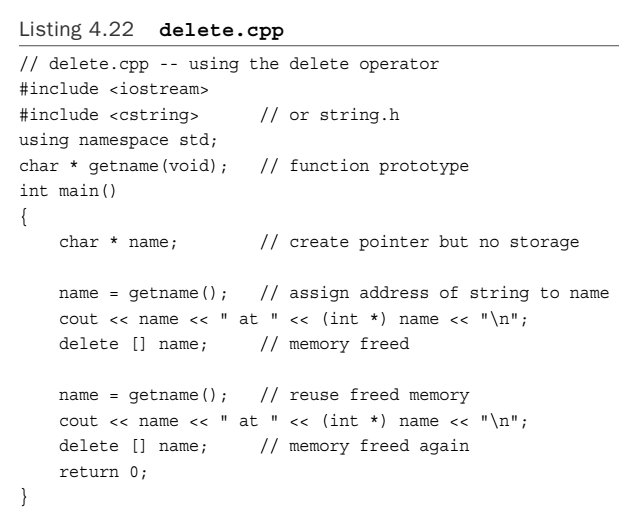 Listing 4.22 delete.cpp
// delete.cpp -- using the delete operator
#include <iostream>
#include <cstring>      // or string.h
using namespace std;
char * getname(void);   // function prototype
int main()
{
    char * name;        // create pointer but no storage

    name = getname();   // assign address of string to name
    cout << name << " at " << (int *) name << "\n";
    delete [] name;     // memory freed

    name = getname();   // reuse freed memory
    cout << name << " at " << (int *) name << "\n";
    delete [] name;     // memory freed again
    return 0;
}